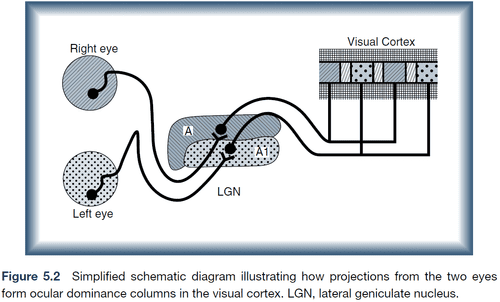 Right eye
Visual Cortex
A
A1
LGN
Left eye
Figure 5.2 Simplified schematic diagram illustrating how projections from the two eyes
form ocular dominance columns in the visual cortex. LGN, lateral geniculate nucleus.